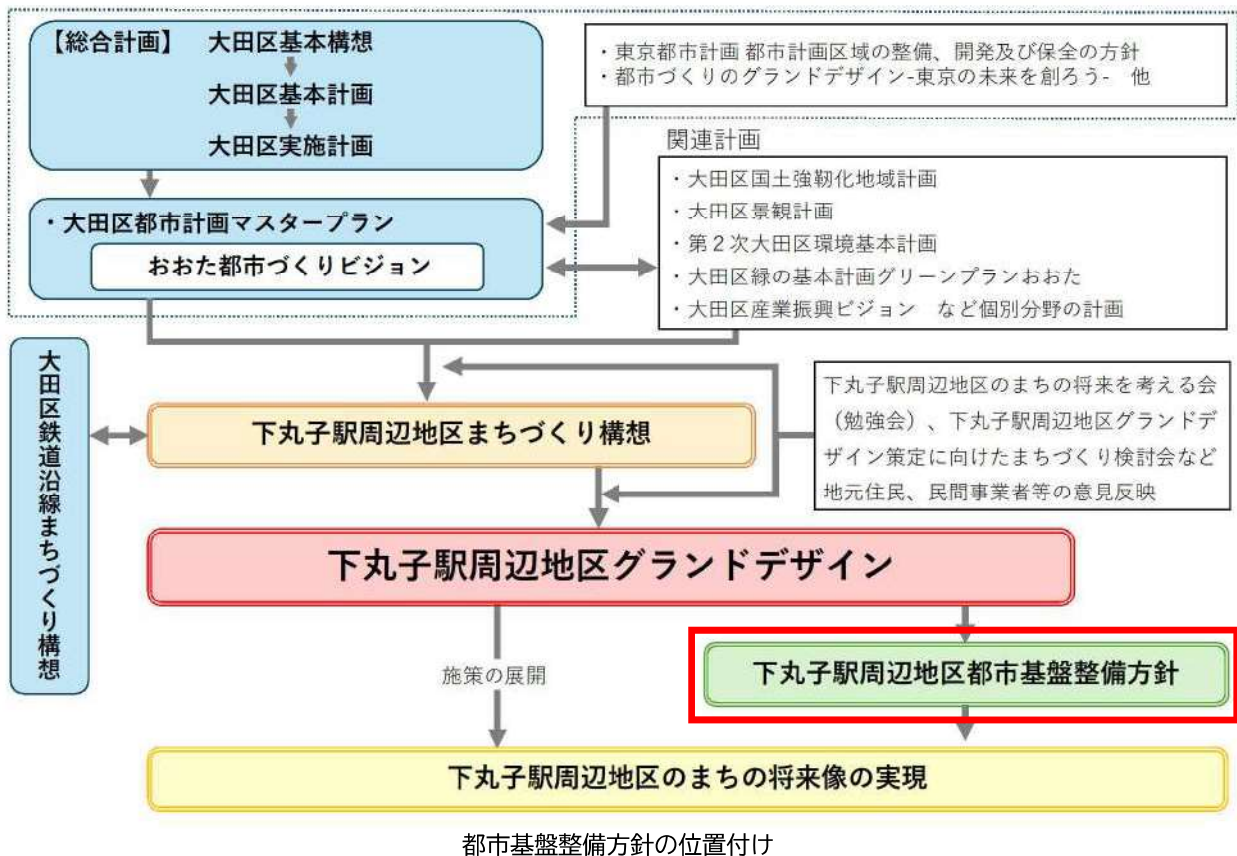 【総合計画】 大田区基本構想
大田区基本計画
大田区実施計画
・東京都市計画 都市計画区域の整備、開発及び保全の方針
・都市づくりのグランドデザイン-東京の未来を創ろう- 他
・大田区都市計画マスタープラン
おおた都市づくりビジョン
関連計画
・大田区国土強靭化地域計画
・大田区景観計画
・第2次大田区環境基本計画
・大田区緑の基本計画グリーンプランおおた
・大田区産業振興ビジョン など個別分野の計画
大田区鉄道沿線まちづくり構想
下丸子駅周辺地区まちづくり構想
下丸子駅周辺地区のまちの将来を考える会
（勉強会）、下丸子駅周辺地区グランドデ
ザイン策定に向けたまちづくり検討会など
地元住民、民間事業者等の意見反映
下丸子駅周辺地区グランドデザイン
施策の展開
下丸子駅周辺地区都市基盤整備方針
下丸子駅周辺地区のまちの将来像の実現
都市基盤整備方針の位置付け